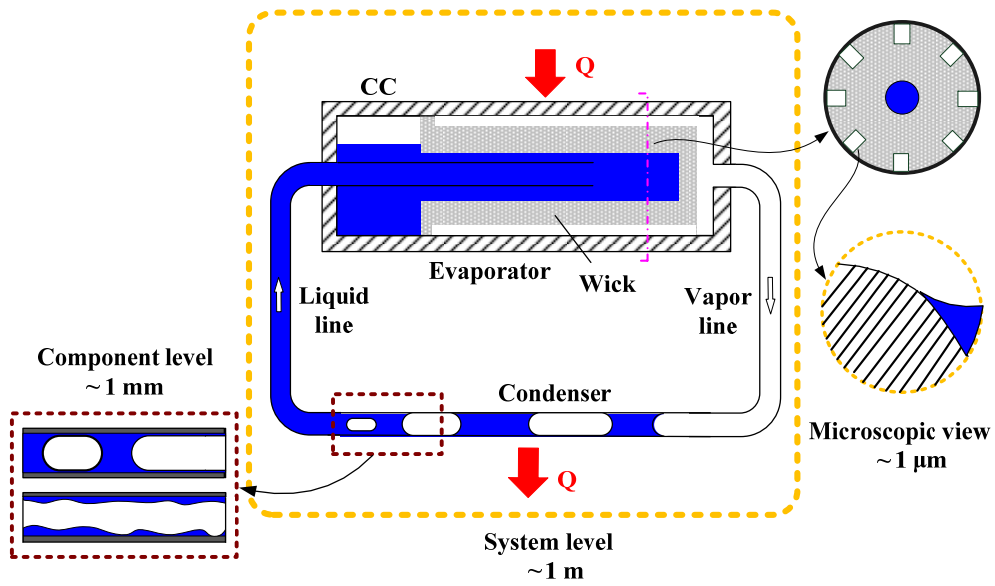 Q
CC
Evaporator
Wick
Liquid
line
Vapor
line
Component level
~ 1 mm
Condenser
Microscopic view
~ 1 μm
Q
System level
~ 1 m